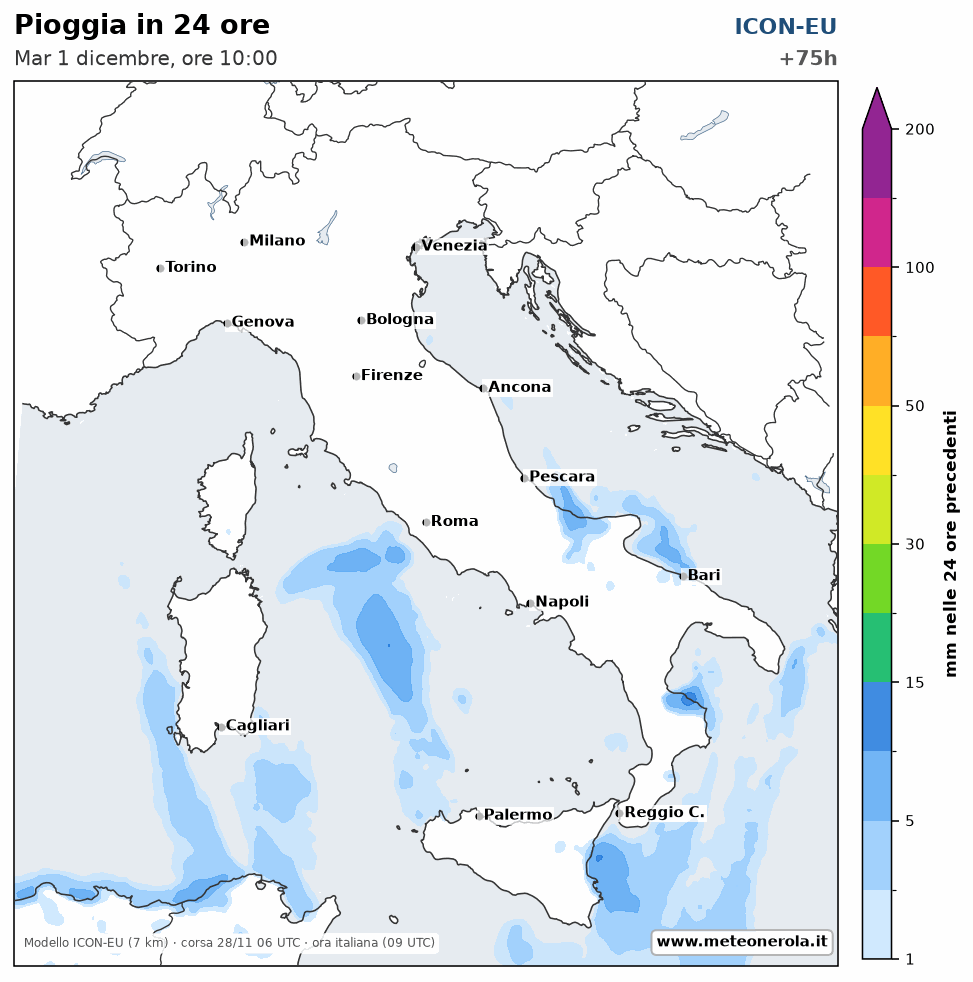 Pioggia in 24 ore
ICON-EU
Mar 1 dicembre, ore 10:00
+75h
200
100
50
30
15
5
1
mm nelle 24 ore precedenti
Milano
Venezia
Torino
Genova
Bologna
Firenze
Ancona
Pescara
Roma
Bari
Napoli
Cagliari
Palermo
Reggio C.
Modello ICON-EU (7 km) · corsa 28/11 06 UTC · ora italiana (09 UTC)
www.meteonerola.it